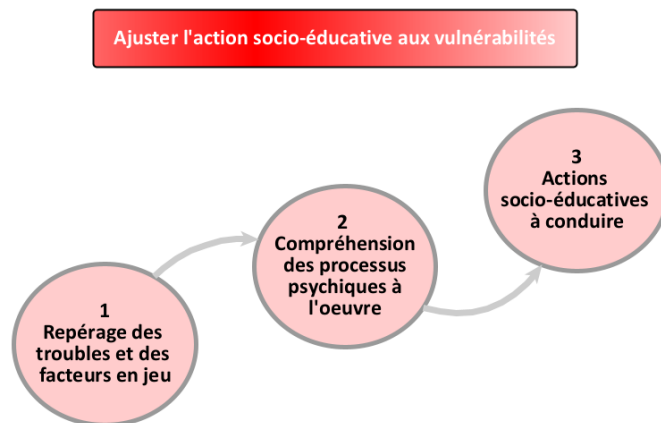 Ajuster l'action socio-éducative aux vulnérabilités
1
Repérage des
troubles et des
facteurs en jeu
2
Compréhension
des processus
psychiques à
l'oeuvre
3
Actions
socio-éducatives
à conduire